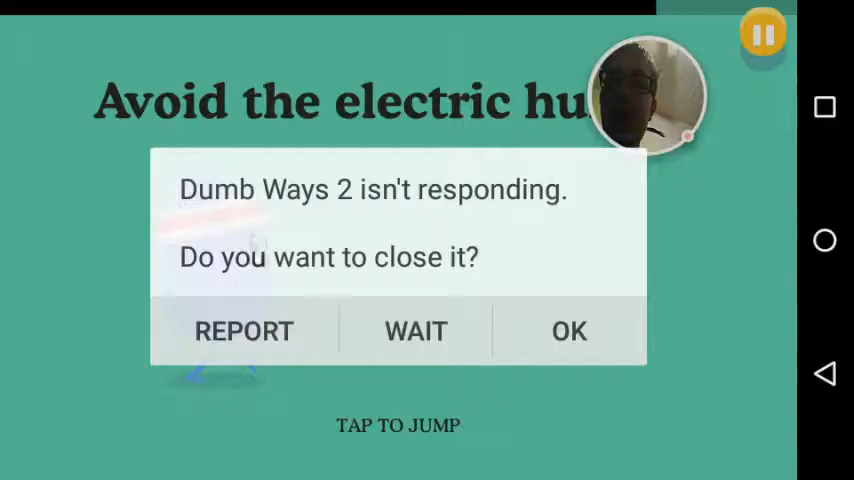 Avoid the electric
Dumb Ways 2 isn't responding.
Do you want to close it?
REPORT WAIT OK
TAP TO JUMP